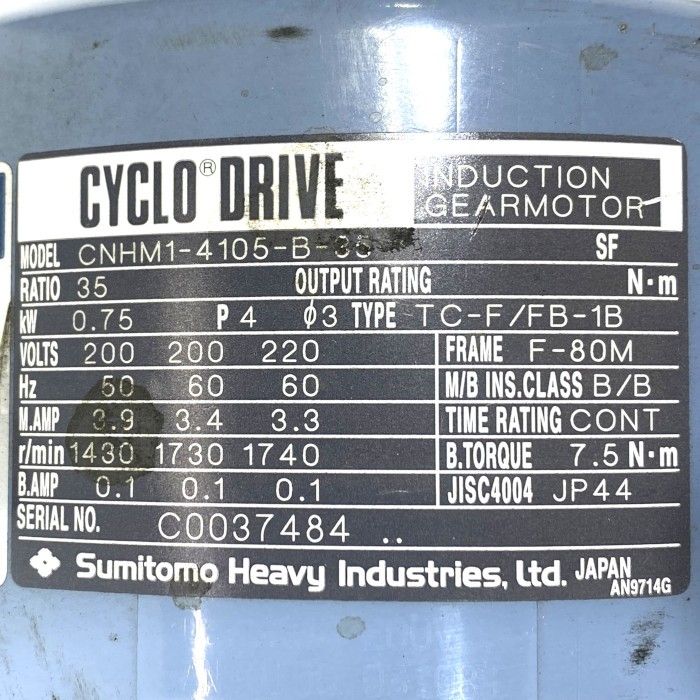 CYCLO® DRIVE INDUCTION GEARMOTOR
MODEL CNHM1-4105-B-35 SF
RATIO 35 OUTPUT RATING N·m
kW 0.75 P 4 ϕ3 TYPE TC-F/FB-1B
VOLTS 200 200 220 FRAME F-80M
Hz 50 60 60 M/B INS.CLASS B/B
M.AMP 3.9 3.4 3.3 TIME RATING CONT
r/min 1430 1730 1740 B.TORQUE 7.5 N·m
B.AMP 0.1 0.1 0.1 JISC4004 JP44
SERIAL NO. C0037484 ..
Sumitomo Heavy Industries, Ltd. JAPAN
AN9714G